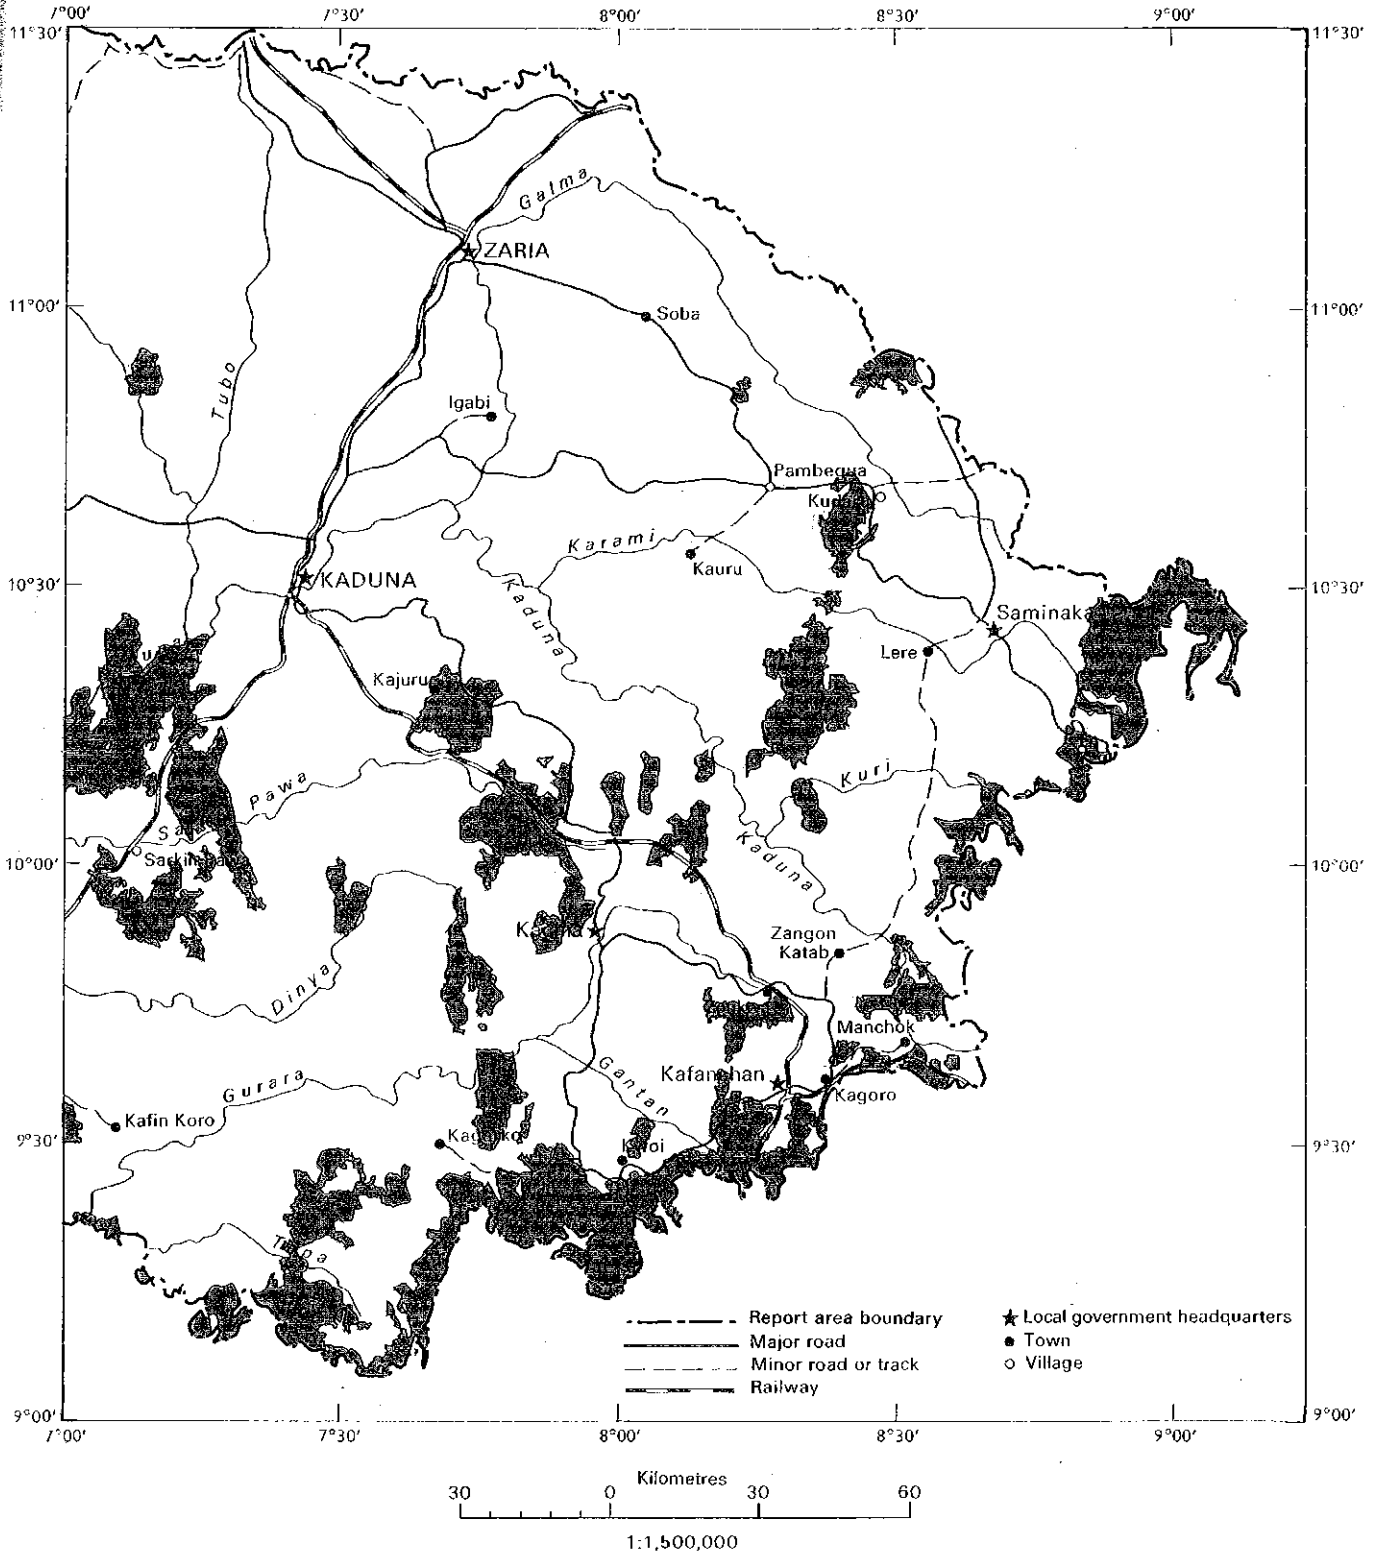 7°00′ 7°30′ 8°00′ 8°30′ 9°00′
11°30′ 11°30′
Galma
ZARIA
11°00′ 11°00′
Soba
Tubo
Igabi
Pambegua
Karami
Kauru
10°30′ 10°30′
KADUNA
Kaduna
Saminaka
Lere
Kajuru
Kuri
Pawa
Sa
Kaduna
10°00′ 10°00′
Zangon
Katab
Dinya
Manchok
Gurara
Gantan
Kafanchan
Kagoro
Kafin Koro
9°30′ 9°30′
Report area boundary
Major road
Minor road or track
Railway
Local government headquarters
Town
Village
9°00′ 9°00′
7°00′ 7°30′ 8°00′ 8°30′ 9°00′
Kilometres
30 0 30 60
1:1,500,000